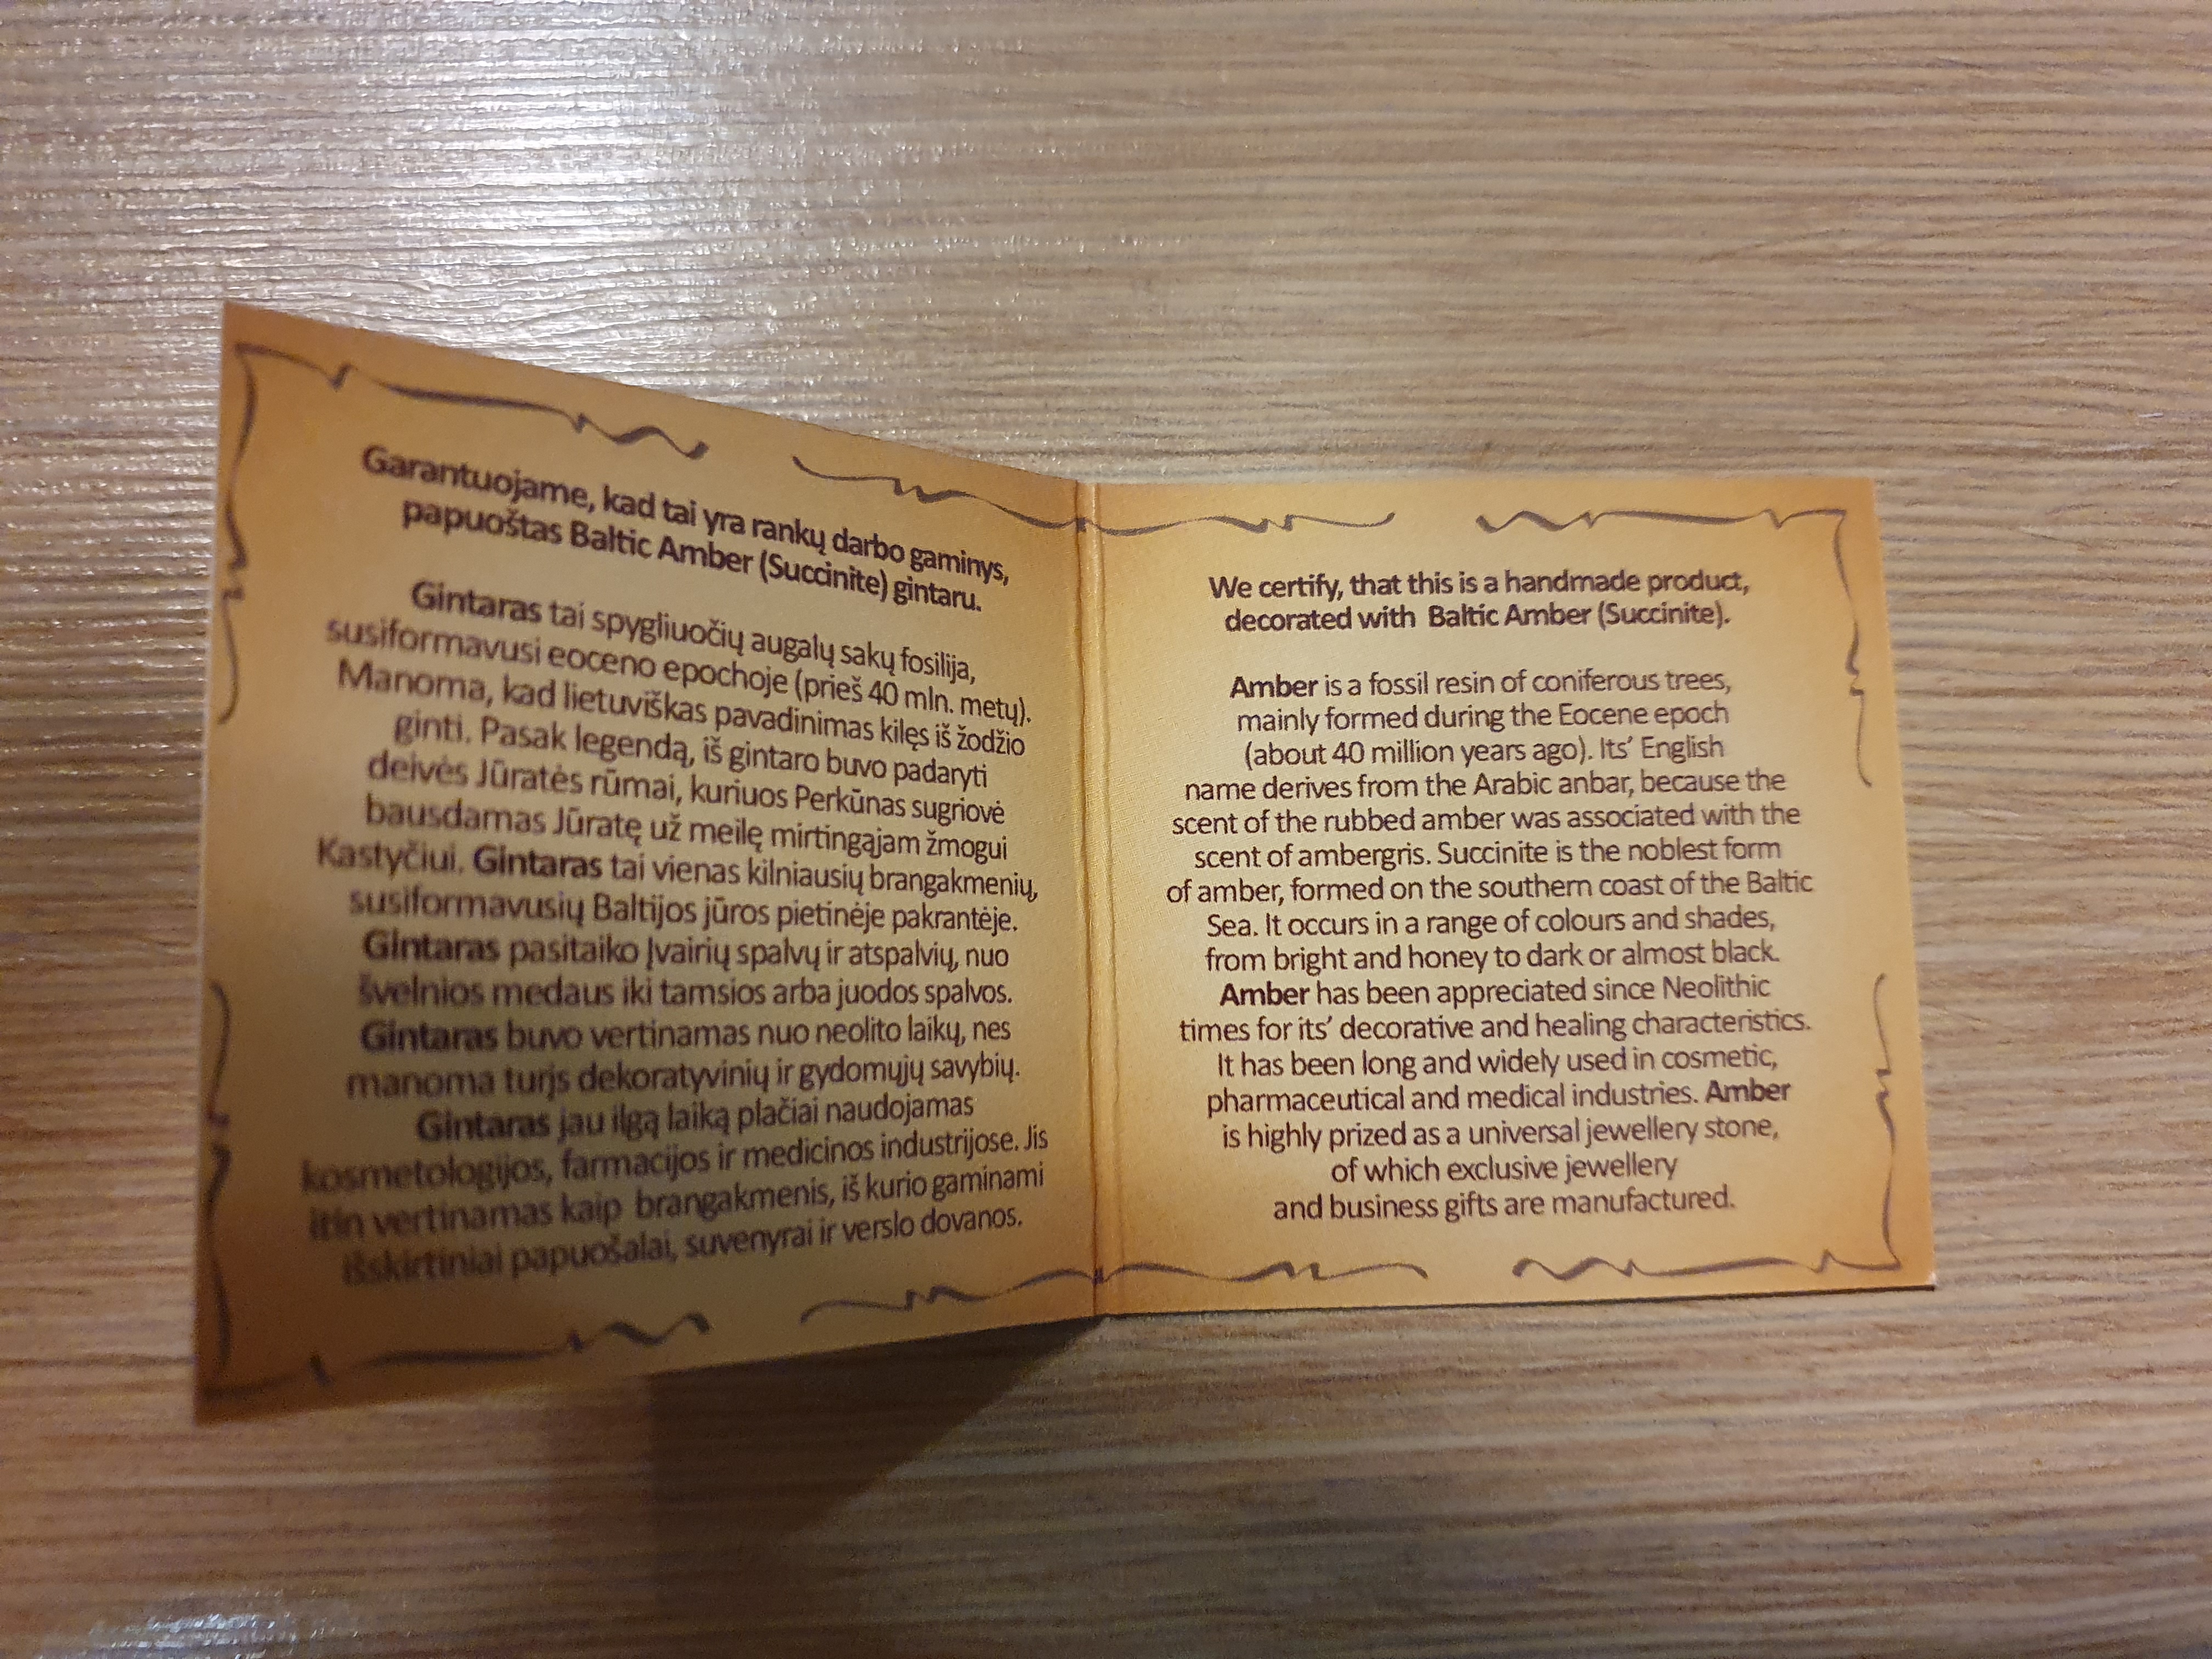 Garantuojame, kad tai yra rankų darbo gaminys,
papuoštas Baltic Amber (Succinite) gintaru.
Gintaras tai spygliuočių augalų sakų fosilija,
susiformavusi eoceno epochoje (prieš 40 mln. metų).
Manoma, kad lietuviškas pavadinimas kilęs iš žodžio
ginti. Pasak legendą, iš gintaro buvo padaryti
deivės Jūratės rūmai, kuriuos Perkūnas sugriovė
bausdamas Jūratę už meilę mirtingąjam žmogui
Kastyčiui. Gintaras tai vienas kilniausių brangakmenių,
susiformavusių Baltijos jūros pietinėje pakrantėje.
Gintaras pasitaiko Įvairių spalvų ir atspalvių, nuo
švelnios medaus iki tamsios arba juodos spalvos.
Gintaras buvo vertinamas nuo neolito laikų, nes
manoma turįs dekoratyvinių ir gydomųjų savybių.
Gintaras jau ilgą laiką plačiai naudojamas
kosmetologijos, farmacijos ir medicinos industrijose. Jis
itin vertinamas kaip brangakmenis, iš kurio gaminami
išskirtiniai papuošalai, suvenyrai ir verslo dovanos.
We certify, that this is a handmade product,
decorated with Baltic Amber (Succinite).
Amber is a fossil resin of coniferous trees,
mainly formed during the Eocene epoch
(about 40 million years ago). Its’ English
name derives from the Arabic anbar, because the
scent of the rubbed amber was associated with the
scent of ambergris. Succinite is the noblest form
of amber, formed on the southern coast of the Baltic
Sea. It occurs in a range of colours and shades,
from bright and honey to dark or almost black.
Amber has been appreciated since Neolithic
times for its’ decorative and healing characteristics.
It has been long and widely used in cosmetic,
pharmaceutical and medical industries. Amber
is highly prized as a universal jewellery stone,
of which exclusive jewellery
and business gifts are manufactured.